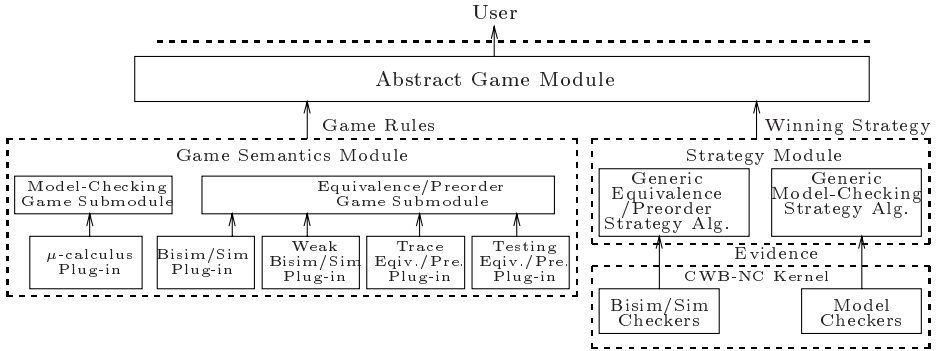 User
Abstract Game Module
Game Rules
Winning Strategy
Game Semantics Module
Model-Checking
Game Submodule
Equivalence/Preorder
Game Submodule
μ-calculus
Plug-in
Bisim/Sim
Plug-in
Weak
Bisim/Sim
Plug-in
Trace
Eqiv./Pre.
Plug-in
Testing
Eqiv./Pre.
Plug-in
Strategy Module
Generic
Equivalence
/Preorder
Strategy Alg.
Generic
Model-Checking
Strategy Alg.
Evidence
CWB-NC Kernel
Bisim/Sim
Checkers
Model
Checkers